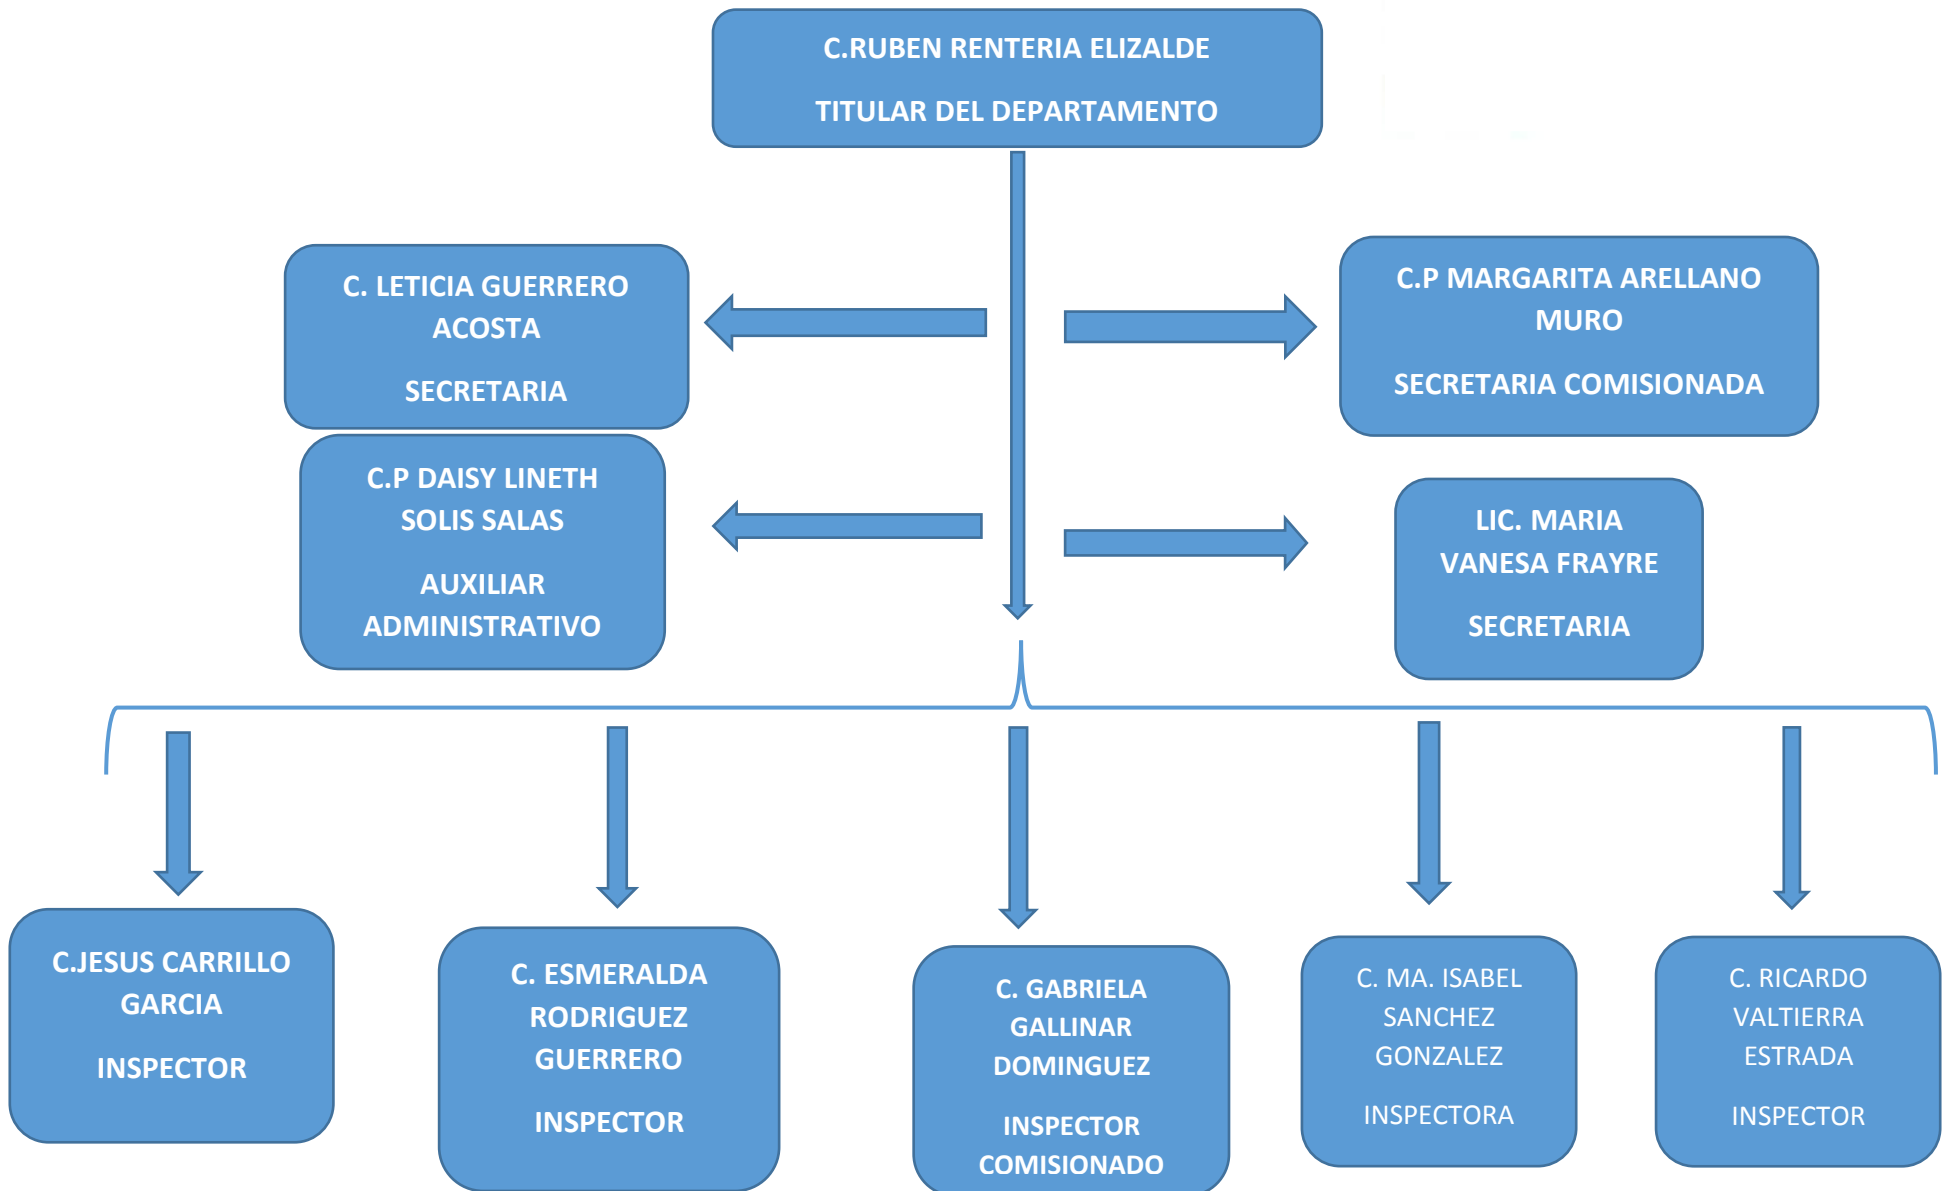 C.RUBEN RENTERIA ELIZALDE
TITULAR DEL DEPARTAMENTO
C. LETICIA GUERRERO
ACOSTA
SECRETARIA
C.P MARGARITA ARELLANO
MURO
SECRETARIA COMISIONADA
C.P DAISY LINETH
SOLIS SALAS
AUXILIAR
ADMINISTRATIVO
LIC. MARIA
VANESA FRAYRE
SECRETARIA
C.JESUS CARRILLO
GARCIA
INSPECTOR
C. ESMERALDA
RODRIGUEZ
GUERRERO
INSPECTOR
C. GABRIELA
GALLINAR
DOMINGUEZ
INSPECTOR
COMISIONADO
C. MA. ISABEL
SANCHEZ
GONZALEZ
INSPECTORA
C. RICARDO
VALTIERRA
ESTRADA
INSPECTOR